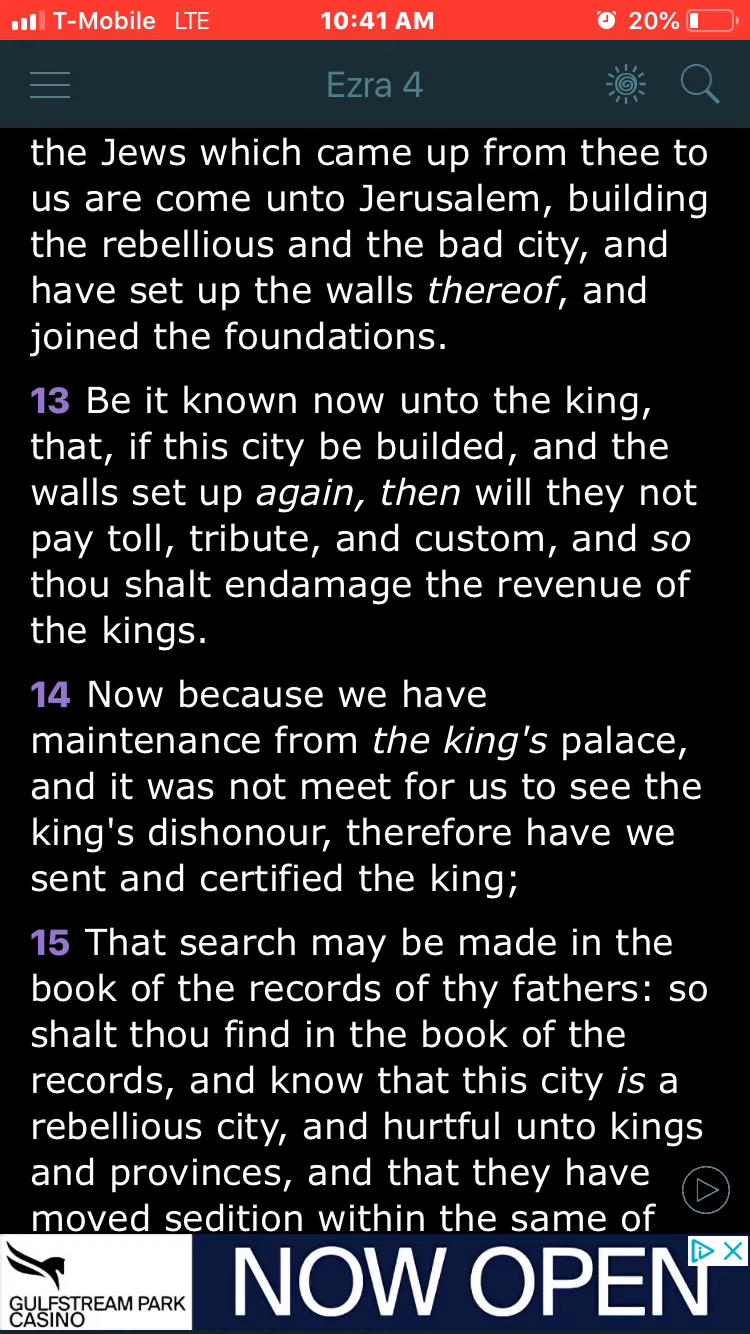 T-Mobile LTE 10:41 AM 20%
Ezra 4
the Jews which came up from thee to
us are come unto Jerusalem, building
the rebellious and the bad city, and
have set up the walls thereof, and
joined the foundations.
13 Be it known now unto the king,
that, if this city be builded, and the
walls set up again, then will they not
pay toll, tribute, and custom, and so
thou shalt endamage the revenue of
the kings.
14 Now because we have
maintenance from the king's palace,
and it was not meet for us to see the
king's dishonour, therefore have we
sent and certified the king;
15 That search may be made in the
book of the records of thy fathers: so
shalt thou find in the book of the
records, and know that this city is a
rebellious city, and hurtful unto kings
and provinces, and that they have
moved sedition within the same of
GULFSTREAM PARK
CASINO
NOW OPEN